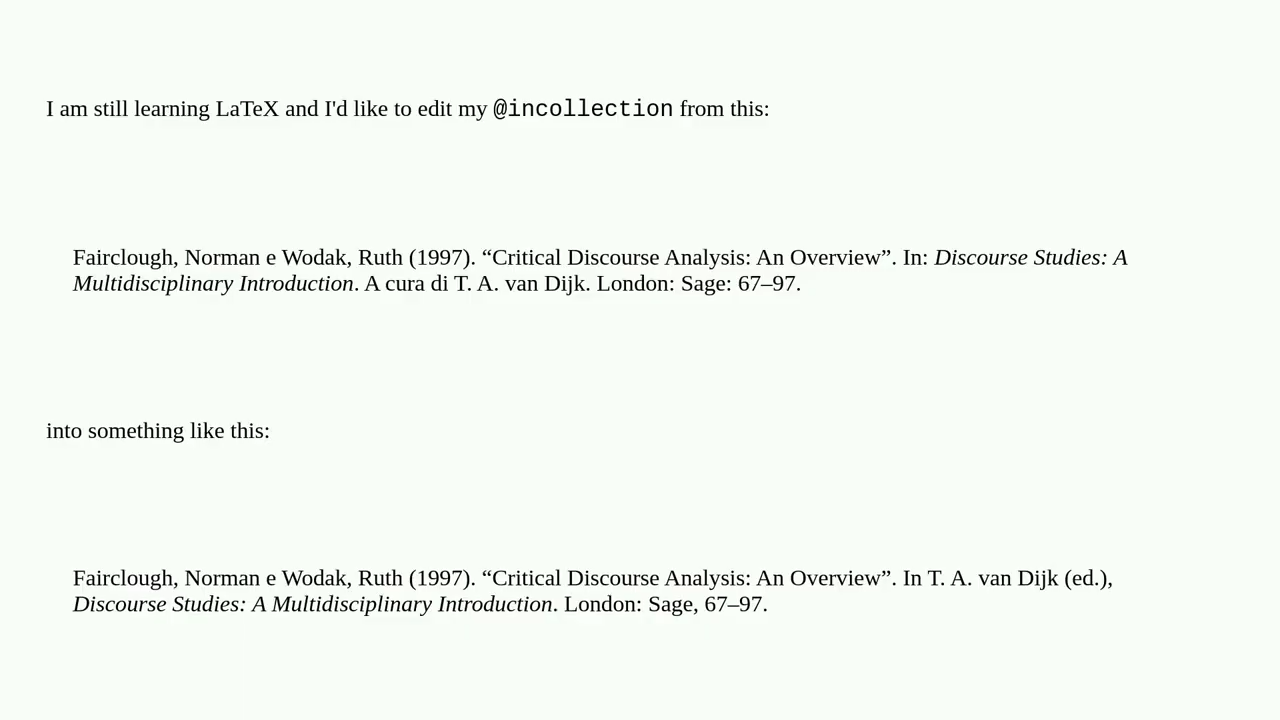 I am still learning LaTeX and I'd like to edit my @incollection from this:
Fairclough, Norman e Wodak, Ruth (1997). “Critical Discourse Analysis: An Overview”. In: Discourse Studies: A
Multidisciplinary Introduction. A cura di T. A. van Dijk. London: Sage: 67–97.
into something like this:
Fairclough, Norman e Wodak, Ruth (1997). “Critical Discourse Analysis: An Overview”. In T. A. van Dijk (ed.),
Discourse Studies: A Multidisciplinary Introduction. London: Sage, 67–97.